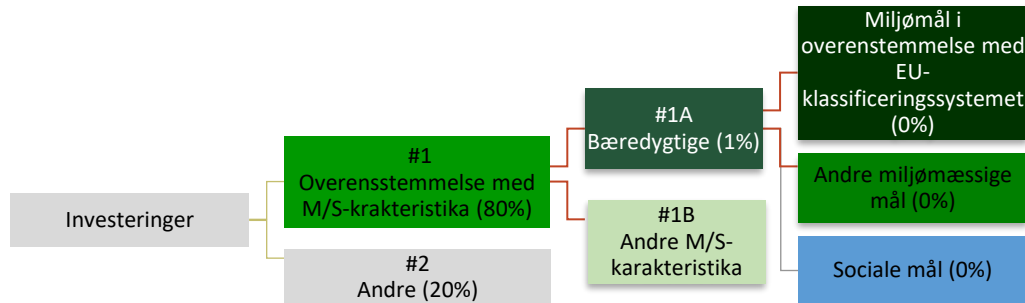 Investeringer
#1
Overensstemmelse med
M/S-krakteristika (80%)
#2
Andre (20%)
#1A
Bæredygtige (1%)
#1B
Andre M/S-
karakteristika
Miljømål i
overenstemmelse med
EU-
klassificeringssystemet
(0%)
Andre miljømæssige
mål (0%)
Sociale mål (0%)